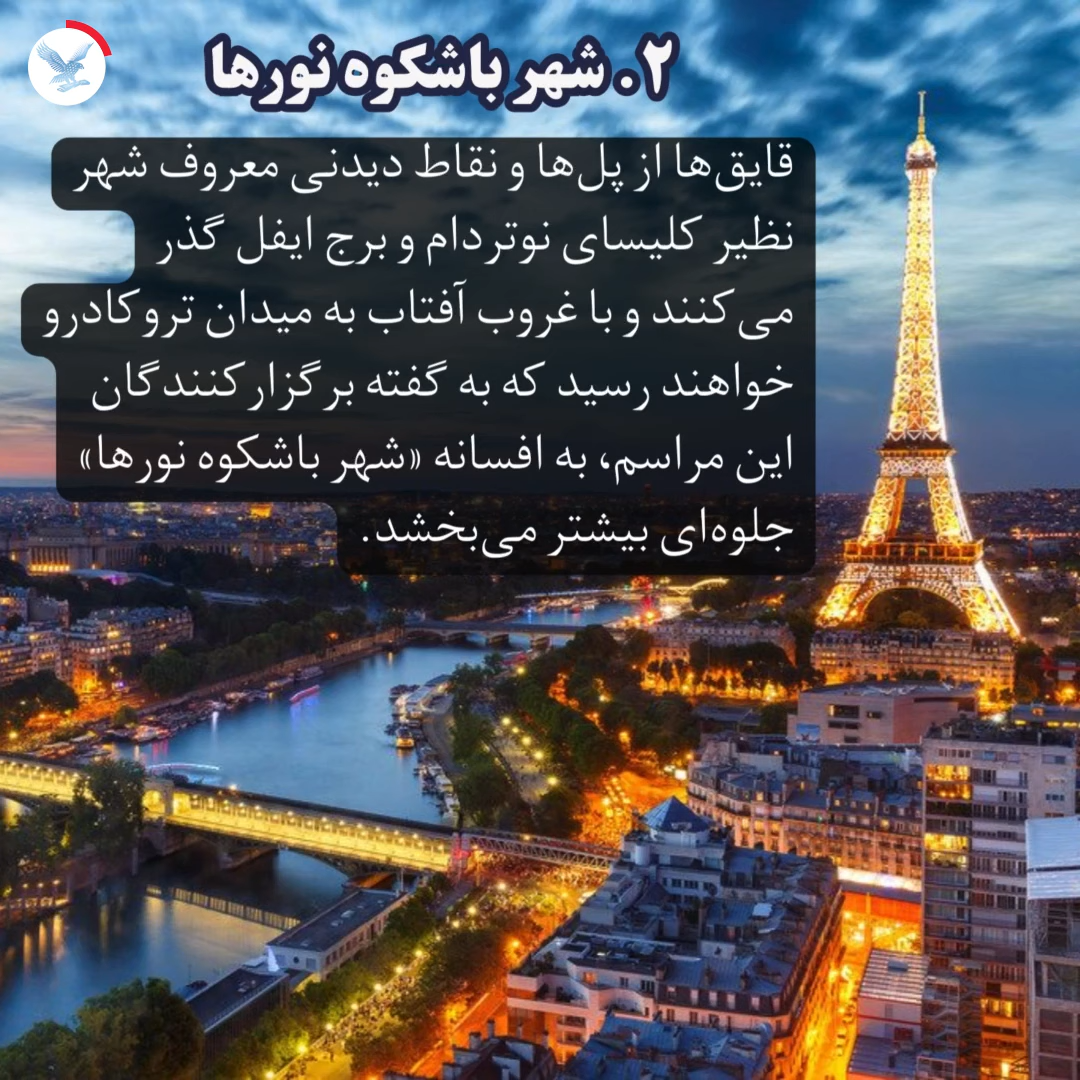 ۲. شهر باشکوه نورها
قایق‌ها از پل‌ها و نقاط دیدنی معروف شهر
نظیر کلیسای نوتردام و برج ایفل گذر
می‌کنند و با غروب آفتاب به میدان تروکادرو
خواهند رسید که به گفته برگزارکنندگان
این مراسم، به افسانه «شهر باشکوه نورها»
جلوه‌ای بیشتر می‌بخشد.